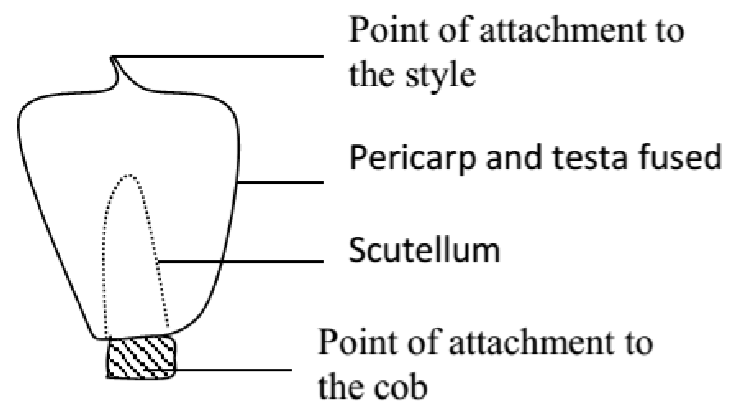 Point of attachment to
the style
Pericarp and testa fused
Scutellum
Point of attachment to
the cob